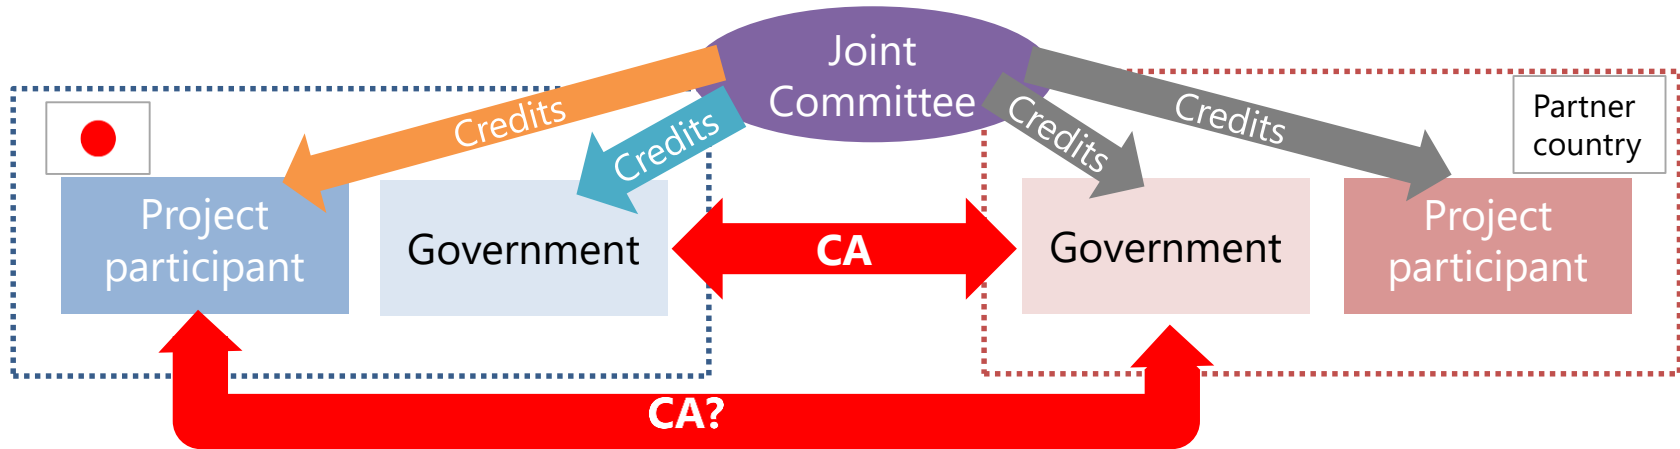 Joint
Committee
Credits
Credits
Credits
Credits
Partner
country
Project
participant
Government
CA
Government
Project
participant
CA?